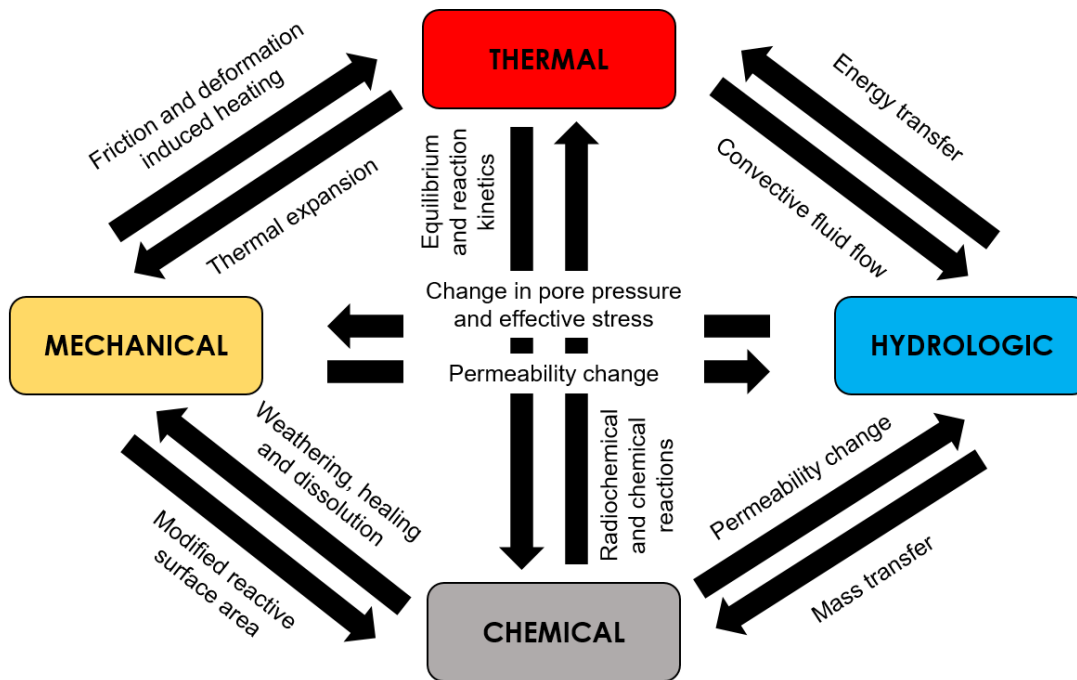 THERMAL
Friction and deformation
induced heating
Thermal expansion
Equilibrium
and reaction
kinetics
Energy transfer
Convective fluid flow
MECHANICAL
Change in pore pressure
and effective stress
Permeability change
HYDROLOGIC
Weathering, healing
and dissolution
Modified reactive
surface area
Radiochemical
and chemical
reactions
Permeability change
Mass transfer
CHEMICAL